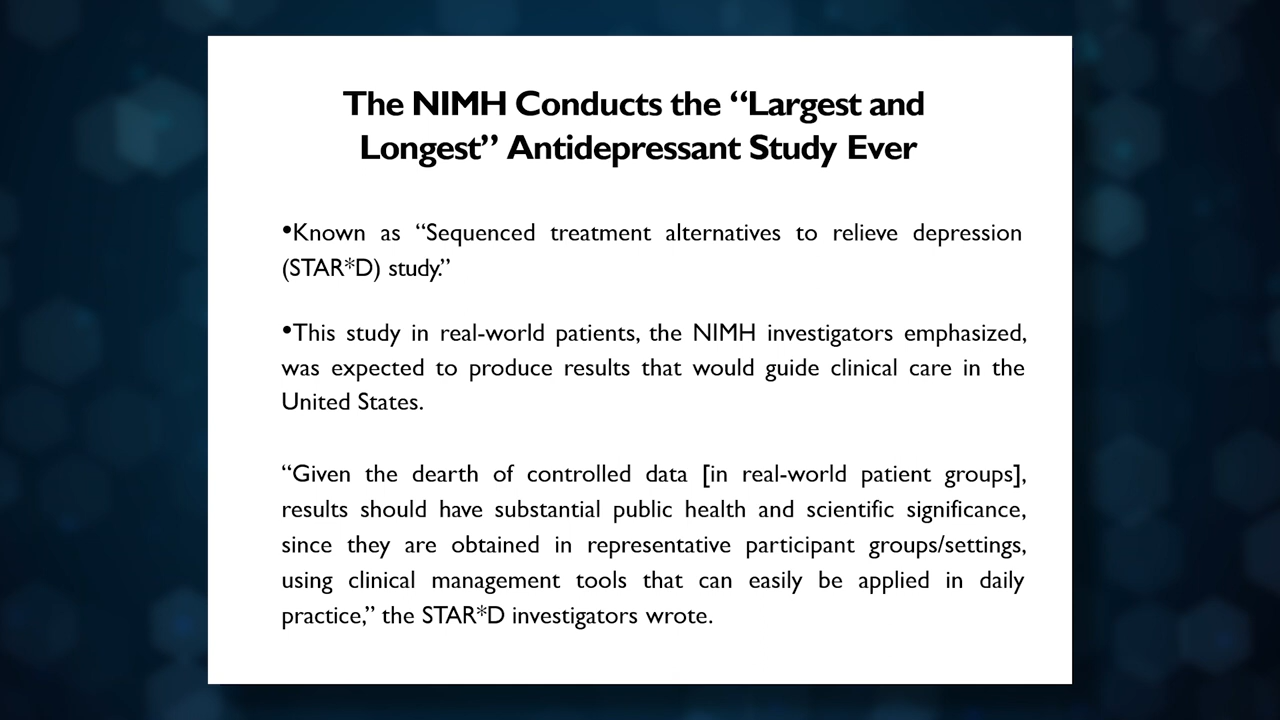 The NIMH Conducts the “Largest and
Longest” Antidepressant Study Ever
•Known as “Sequenced treatment alternatives to relieve depression
(STAR*D) study.”
•This study in real-world patients, the NIMH investigators emphasized,
was expected to produce results that would guide clinical care in the
United States.
“Given the dearth of controlled data [in real-world patient groups],
results should have substantial public health and scientific significance,
since they are obtained in representative participant groups/settings,
using clinical management tools that can easily be applied in daily
practice,” the STAR*D investigators wrote.